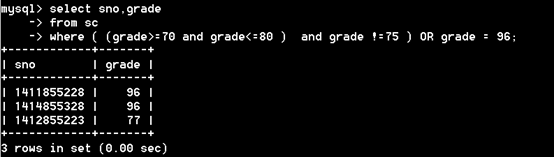 mysql> select sno,grade
    -> from sc
    -> where ( (grade>=70 and grade<=80 )  and grade !=75 ) OR grade = 96;
+------------+-------+
| sno        | grade |
+------------+-------+
| 1411855228 |    96 |
| 1414855328 |    96 |
| 1412855223 |    77 |
+------------+-------+
3 rows in set (0.00 sec)